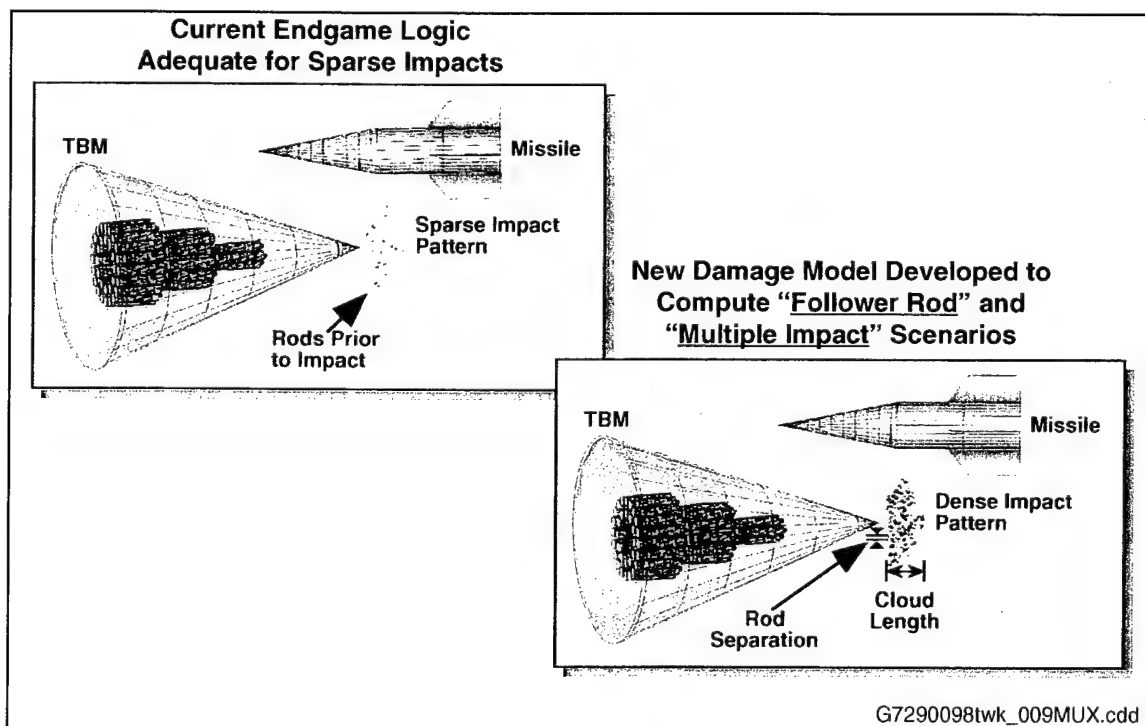 Current Endgame Logic
Adequate for Sparse Impacts
TBM
Missile
Sparse Impact
Pattern
Rods Prior
to Impact
New Damage Model Developed to
Compute “Follower Rod” and
“Multiple Impact” Scenarios
TBM
Missile
Dense Impact
Pattern
Rod
Separation
Cloud
Length
G7290098twk_009MUX.cdd